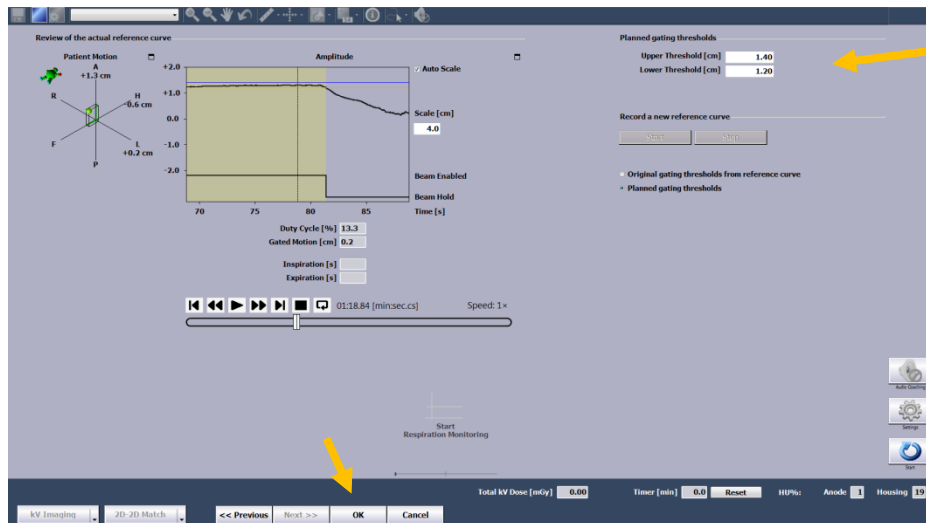 Review of the actual reference curve
Patient Motion
A
+1.3 cm
R
H
-0.6 cm
F
L
+0.2 cm
P
Amplitude
+2.0
+1.0
0.0
-1.0
-2.0
70 75 80 85
Auto Scale
Scale [cm]
4.0
Beam Enabled
Beam Hold
Time [s]
Duty Cycle [%] 13.3
Gated Motion [cm] 0.2
Inspiration [s]
Expiration [s]
01:18.84 [min:sec.cs] Speed: 1×
Start
Respiration Monitoring
Planned gating thresholds
Upper Threshold [cm] 1.40
Lower Threshold [cm] 1.20
Record a new reference curve
Start Stop
Original gating thresholds from reference curve
Planned gating thresholds
Audio Coaching
Settings
Start
Total kV Dose [mGy] 0.00 Timer [min] 0.0 Reset HU%: Anode 1 Housing 19
kV Imaging 2D-2D Match << Previous Next >> OK Cancel